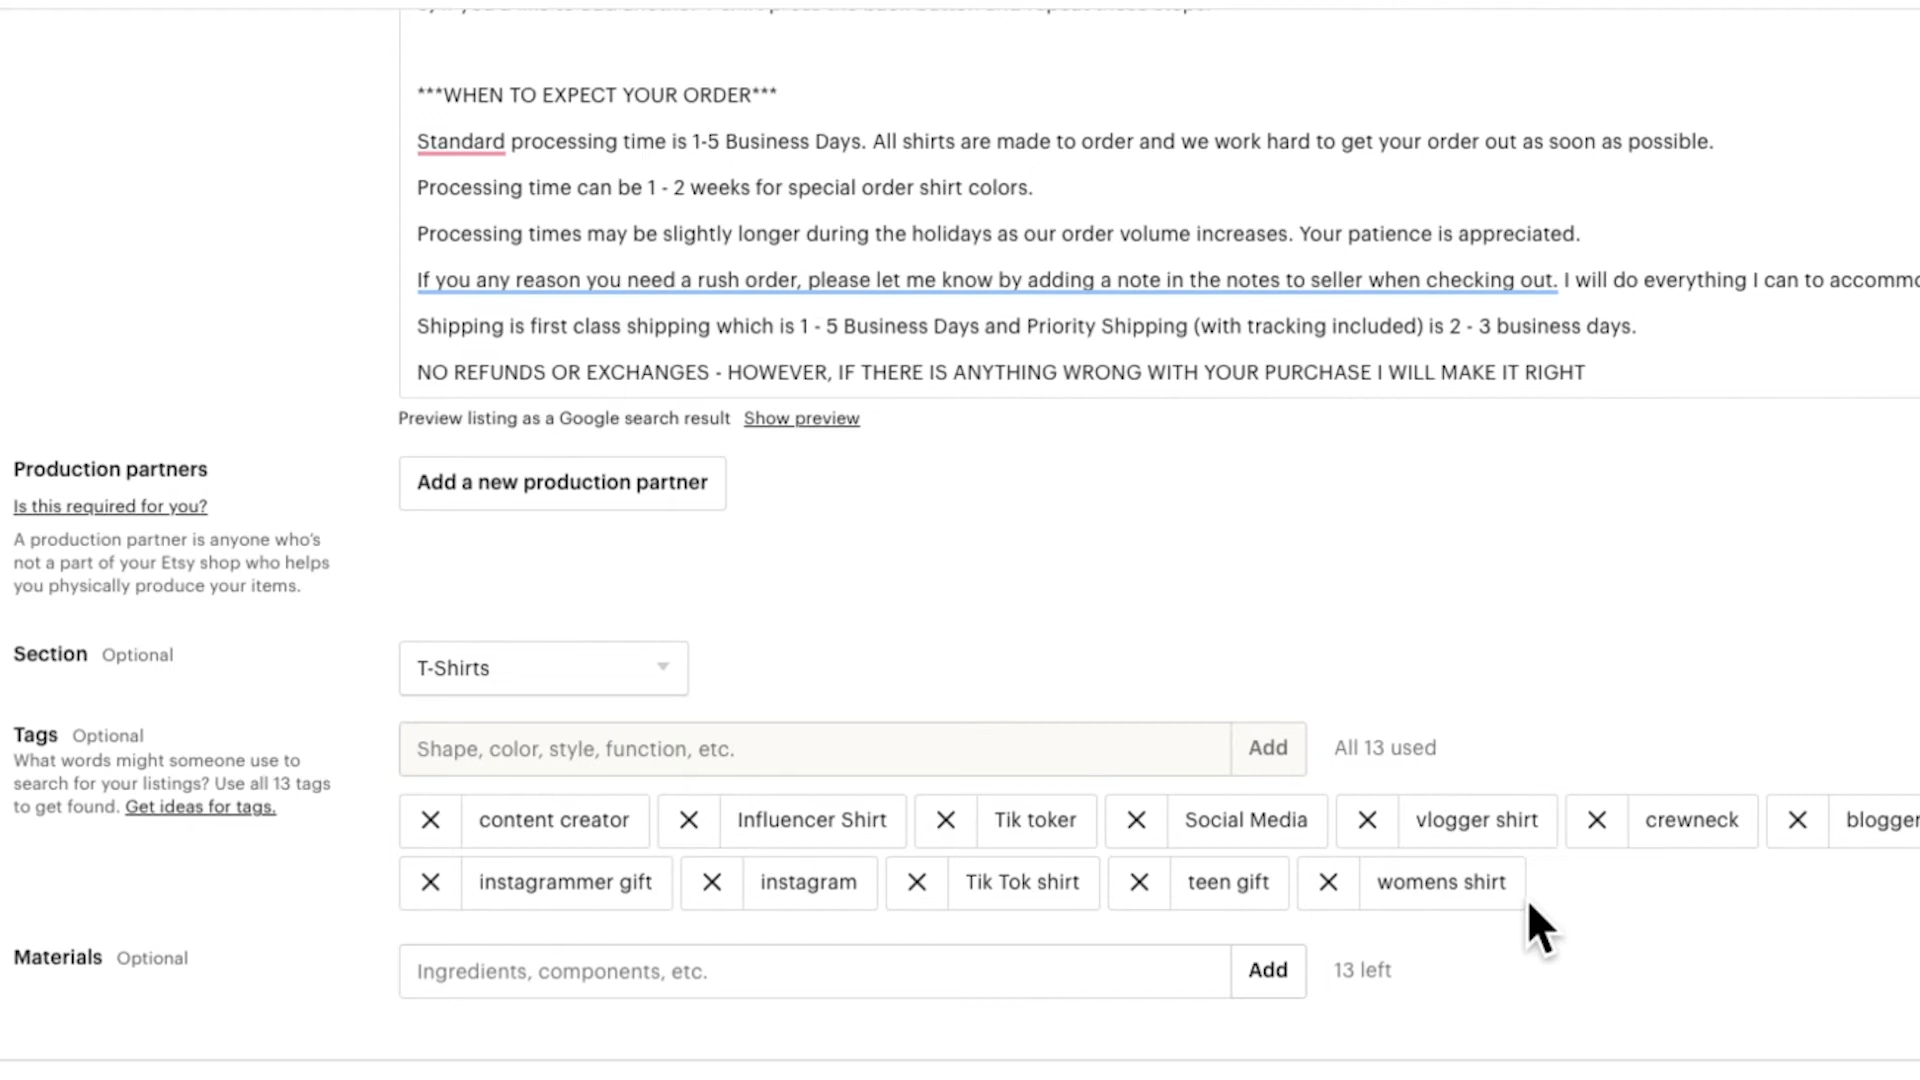 ***WHEN TO EXPECT YOUR ORDER***
Standard processing time is 1-5 Business Days. All shirts are made to order and we work hard to get your order out as soon as possible.
Processing time can be 1 - 2 weeks for special order shirt colors.
Processing times may be slightly longer during the holidays as our order volume increases. Your patience is appreciated.
If you any reason you need a rush order, please let me know by adding a note in the notes to seller when checking out. I will do everything I can to
Shipping is first class shipping which is 1 - 5 Business Days and Priority Shipping (with tracking included) is 2 - 3 business days.
NO REFUNDS OR EXCHANGES - HOWEVER, IF THERE IS ANYTHING WRONG WITH YOUR PURCHASE I WILL MAKE IT RIGHT
Preview listing as a Google search result Show preview
Production partners
Is this required for you?
A production partner is anyone who's
not a part of your Etsy shop who helps
you physically produce your items.
Add a new production partner
Section Optional
T-Shirts
Tags Optional
What words might someone use to
search for your listings? Use all 13 tags
to get found. Get ideas for tags.
Shape, color, style, function, etc. Add All 13 used
content creator Influencer Shirt Tik toker Social Media vlogger shirt crewneck blogger
instagrammer gift instagram Tik Tok shirt teen gift womens shirt
Materials Optional
Ingredients, components, etc. Add 13 left